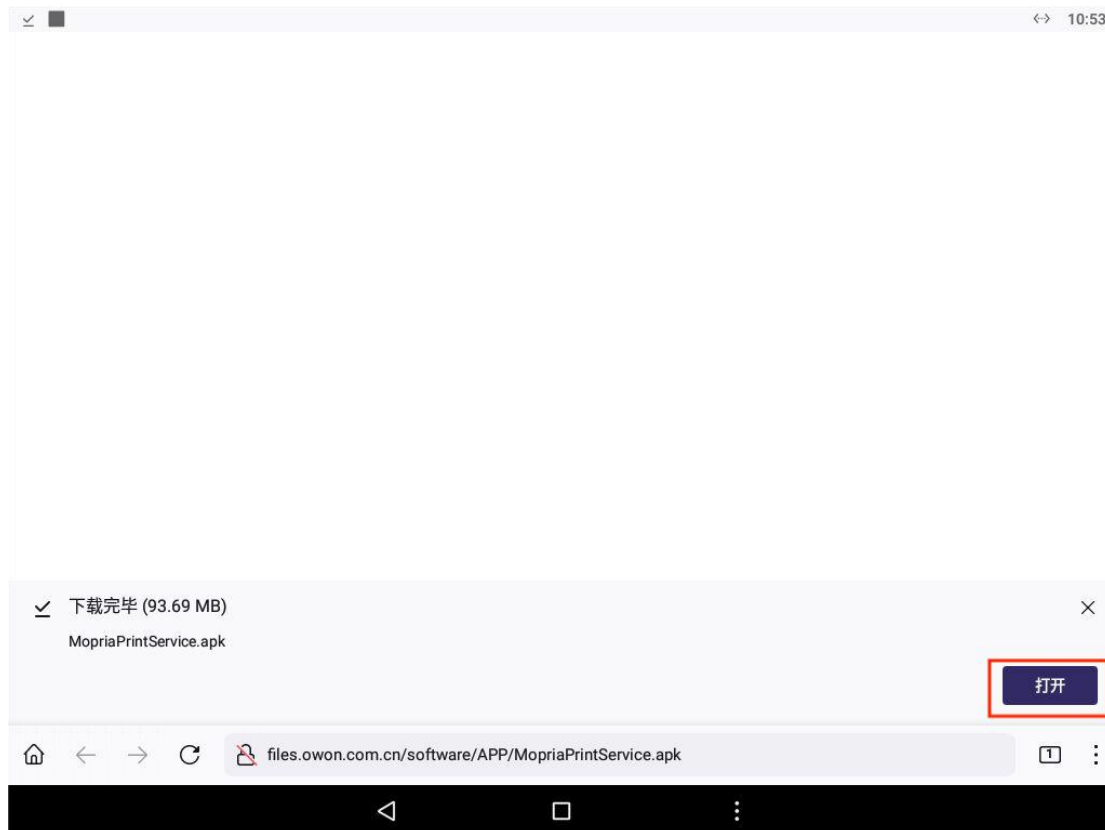 10:53
下载完毕 (93.69 MB)
MopriaPrintService.apk
打开
files.owon.com.cn/software/APP/MopriaPrintService.apk
1